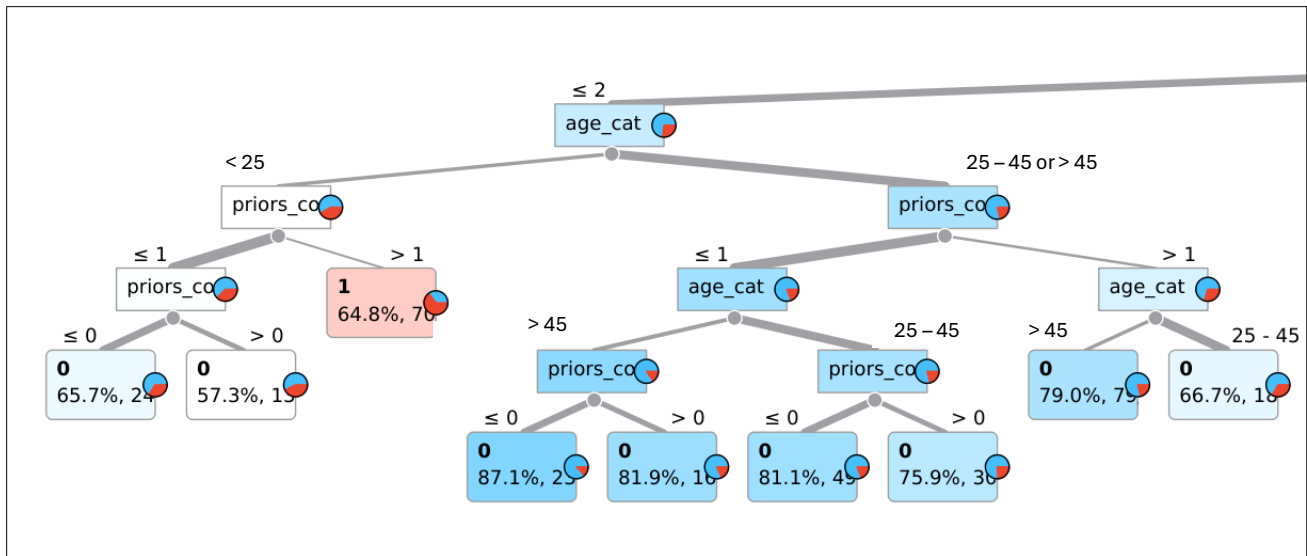 ≤ 2
age_cat
< 25
25 – 45 or > 45
priors_co
priors_co
≤ 1
> 1
≤ 1
> 1
priors_co
1
64.8%, 70
age_cat
age_cat
≤ 0
> 0
> 45
25 – 45
> 45
25 - 45
0
65.7%, 24
0
57.3%, 13
priors_co
priors_co
0
79.0%, 79
0
66.7%, 18
≤ 0
> 0
≤ 0
> 0
0
87.1%, 23
0
81.9%, 16
0
81.1%, 49
0
75.9%, 30